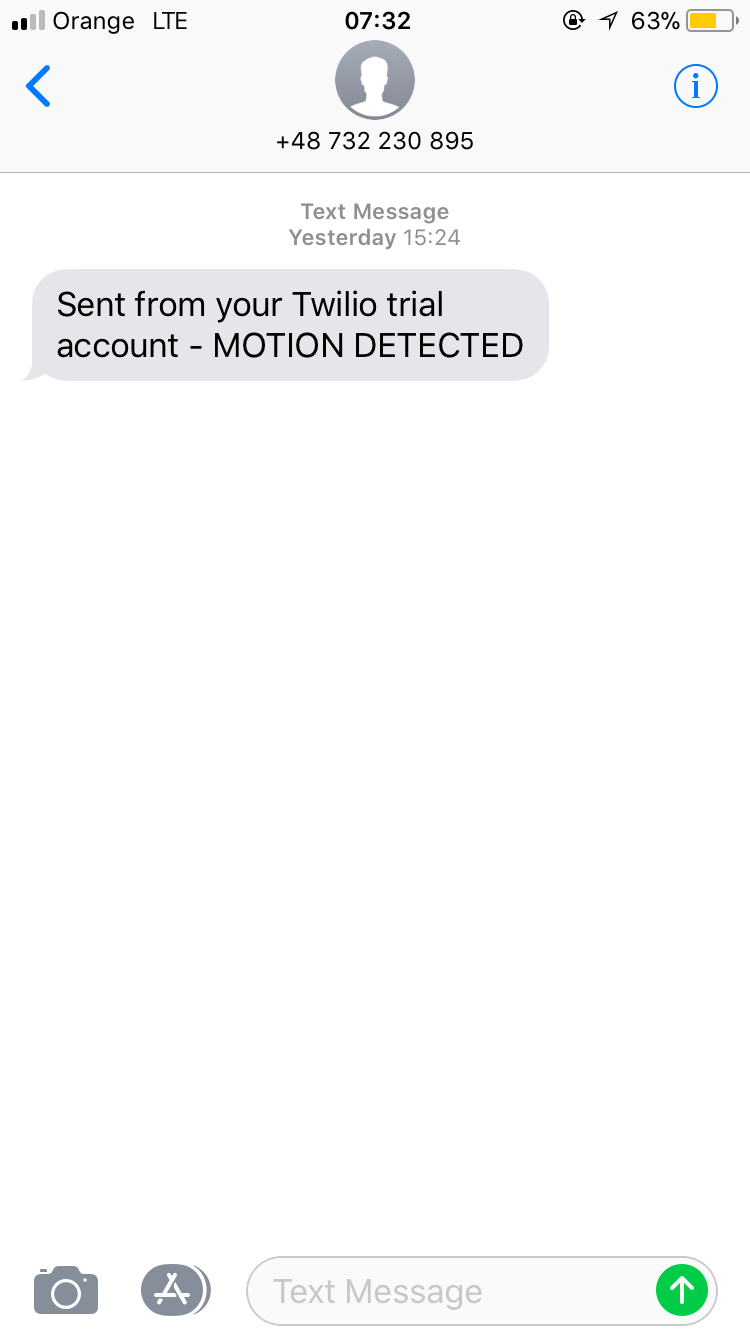 Orange LTE 07:32 63%
+48 732 230 895
Text Message
Yesterday 15:24
Sent from your Twilio trial
account - MOTION DETECTED
Text Message